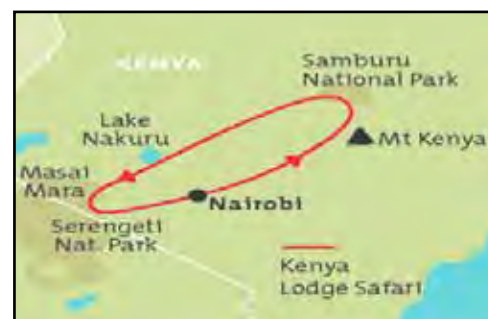 KENYA
Samburu
National Park
Lake
Nakuru
Mt Kenya
Masai
Mara
Nairobi
Serengeti
Nat. Park
Kenya
Lodge Safari